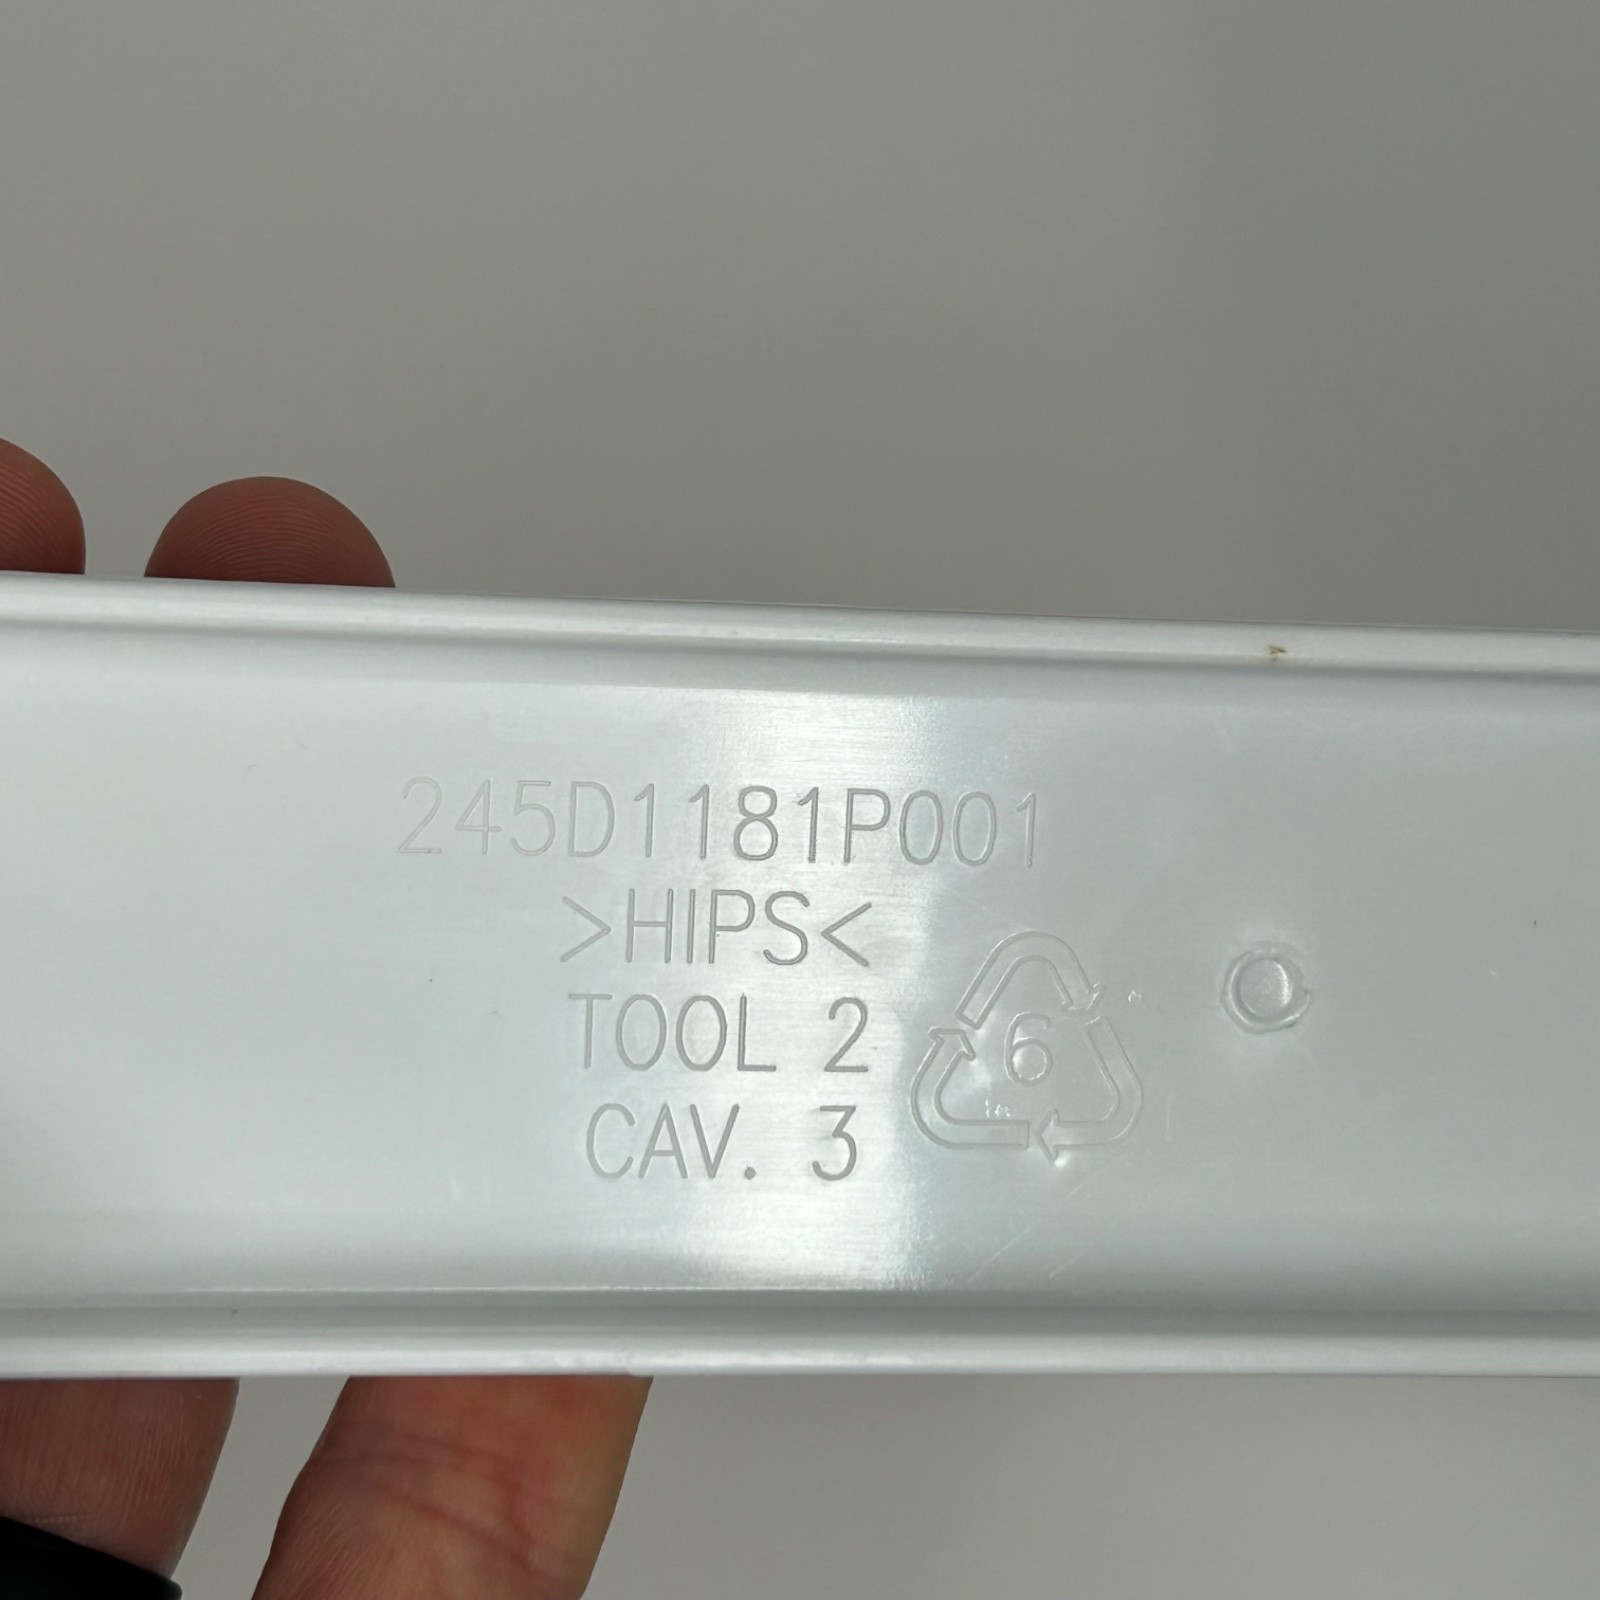 245D1181P001
>HIPS<
TOOL 2
CAV. 3
6